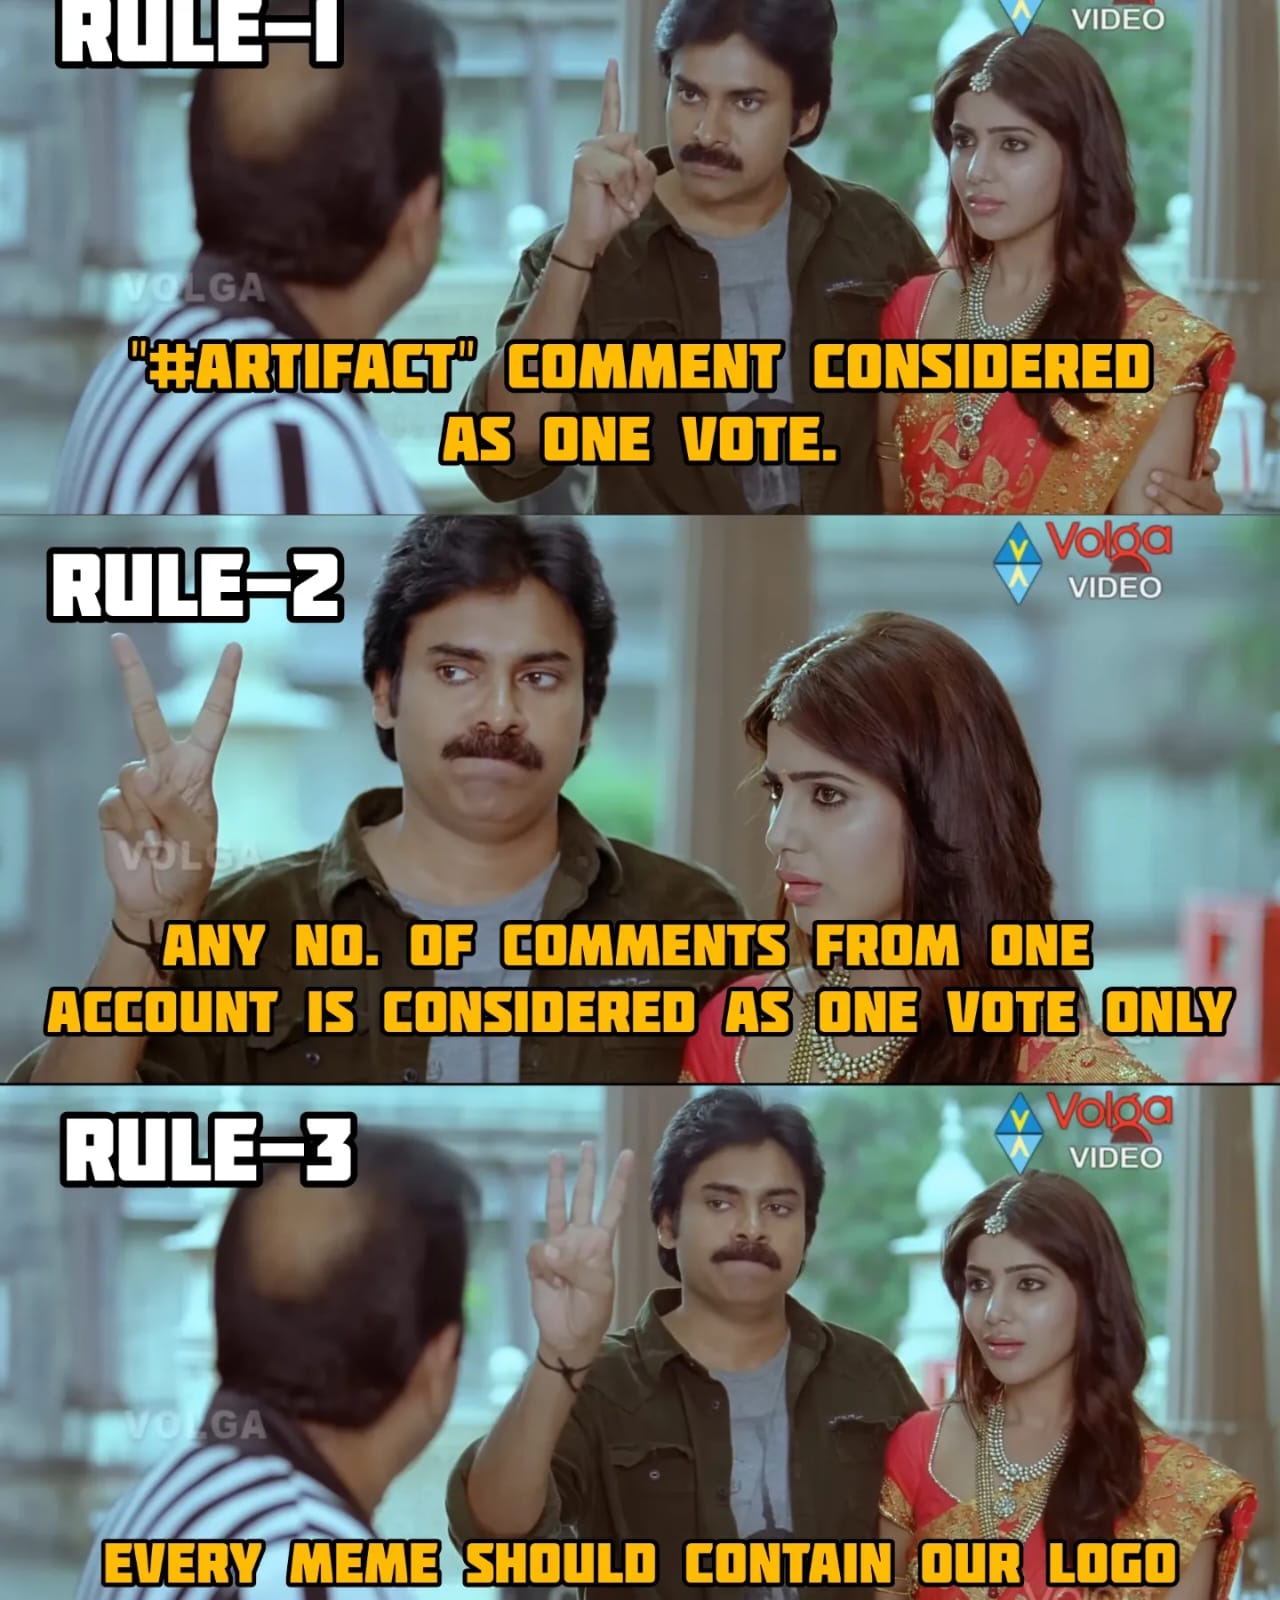 RULE-1
VIDEO
VOLGA
"#ARTIFACT" COMMENT CONSIDERED
AS ONE VOTE.
RULE-2
Volga
VIDEO
VOLGA
ANY NO. OF COMMENTS FROM ONE
ACCOUNT IS CONSIDERED AS ONE VOTE ONLY
RULE-3
Volga
VIDEO
VOLGA
EVERY MEME SHOULD CONTAIN OUR LOGO